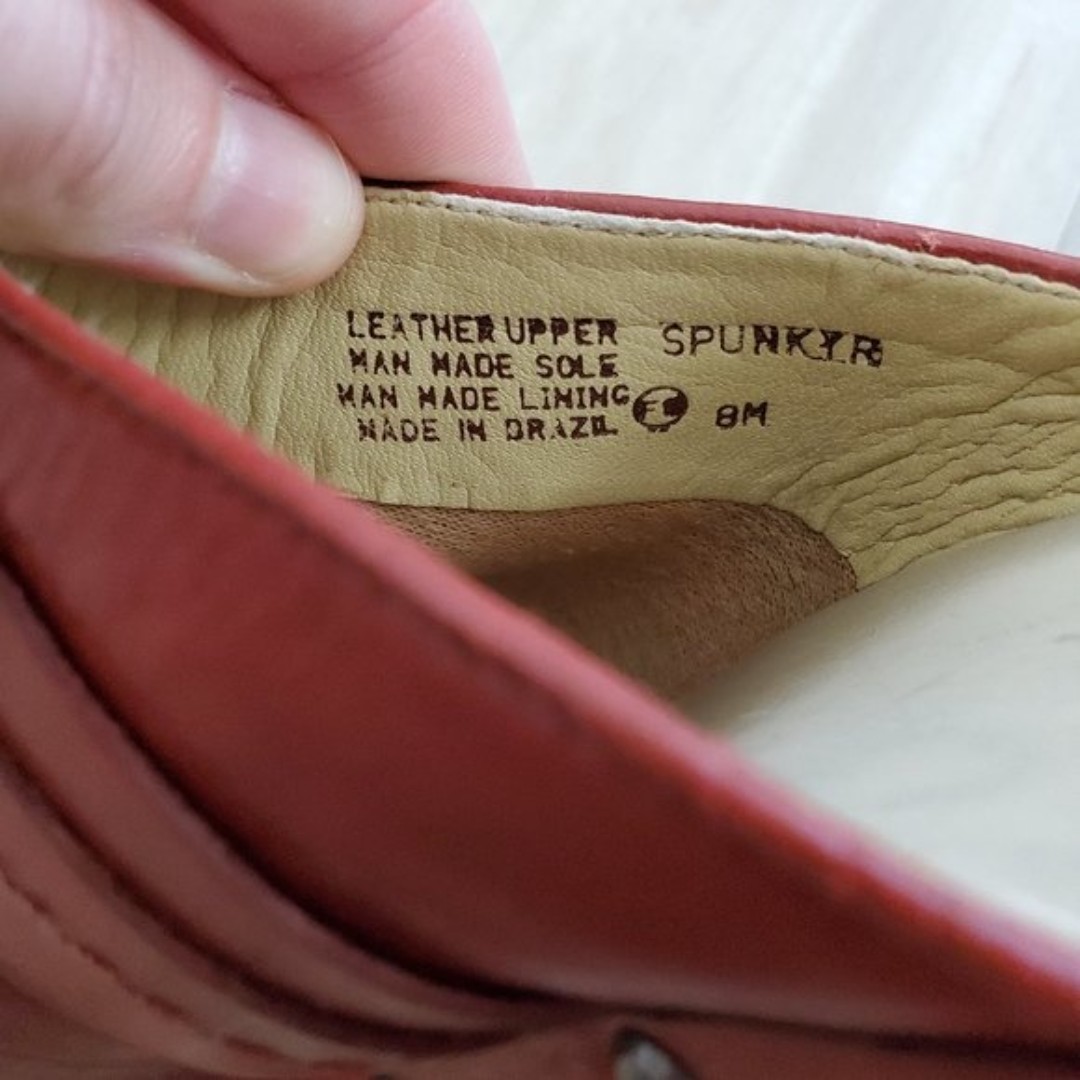 LEATHER UPPER
MAN MADE SOLE
MAN MADE LINING
MADE IN BRAZIL
SPUNKYR
8M